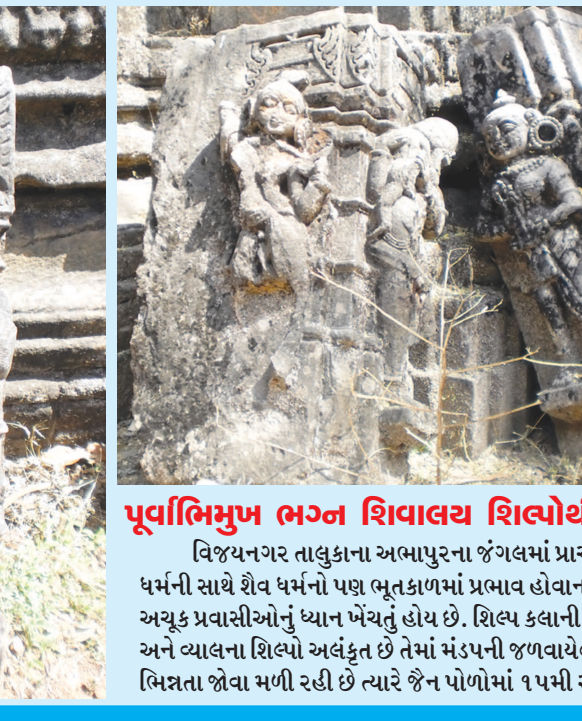 પૂર્વાભિમુખ ભગ્ન શિવાલય
વિજયનગર તાલુકાના અભાપુરના જંગલમાં
ધર્મની સાથે શૈવ ધર્મનો પણ ભૂતકાળમાં પ્રભાવ
અચૂક પ્રવાસીઓનું ધ્યાન ખેંચતું હોય છે. શિલ્પ કલાની
અને વ્યાલના શિલ્પો અલંકૃત છે તેમાં મંડપની
ભિન્નતા જોવા મળી રહી છે ત્યારે જૈન પોળોમાં ૧૫મી